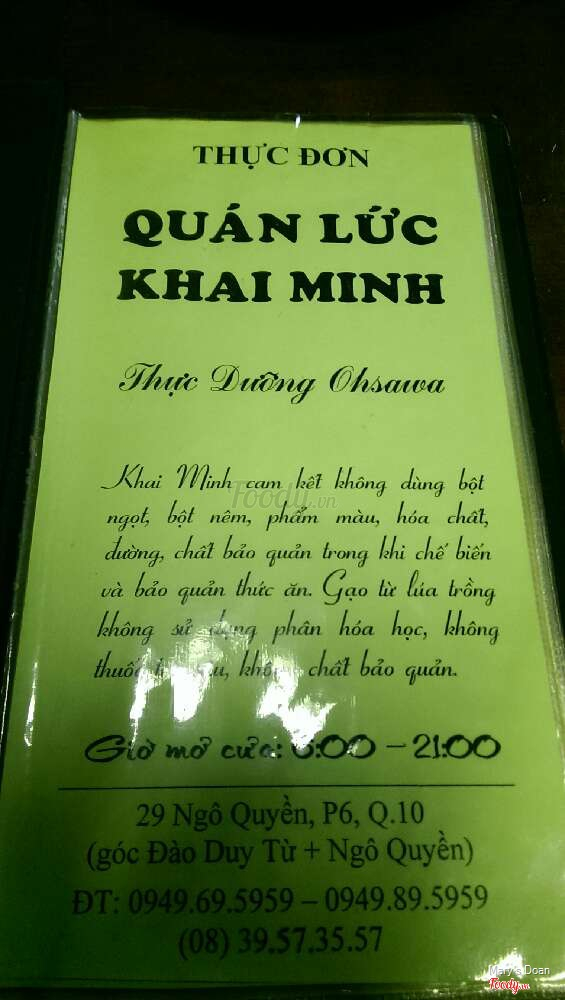 THỰC ĐƠN
QUÁN LỨC
KHAI MINH
Thực Dưỡng Ohsawa
Khai Minh cam kết không dùng bột
ngọt, bột nêm, phẩm màu, hóa chất,
đường, chất bảo quản trong khi chế biến
và bảo quản thức ăn. Gạo từ lúa trồng
không sử dụng phân hóa học, không
thuốc chất bảo quản.
Giờ mở cửa: – 21:00
29 Ngô Quyền, P6, Q.10
(góc Đào Duy Từ + Ngô Quyền)
ĐT: 0949.69.5959 – 0949.89.5959
(08) 39.57.35.57
Foody.vn
Mary's Doan
Foody.vn